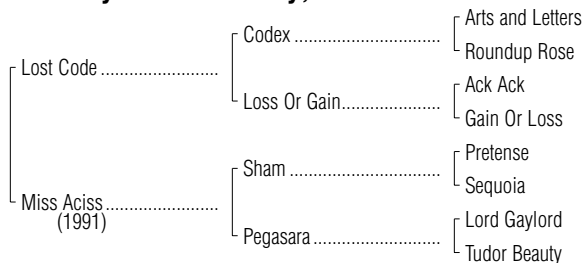 Arts and Letters
Codex
Roundup Rose
Lost Code
Ack Ack
Loss Or Gain
Gain Or Loss
Pretense
Sham
Sequoia
Miss Aciss
(1991)
Lord Gaylord
Pegasara
Tudor Beauty